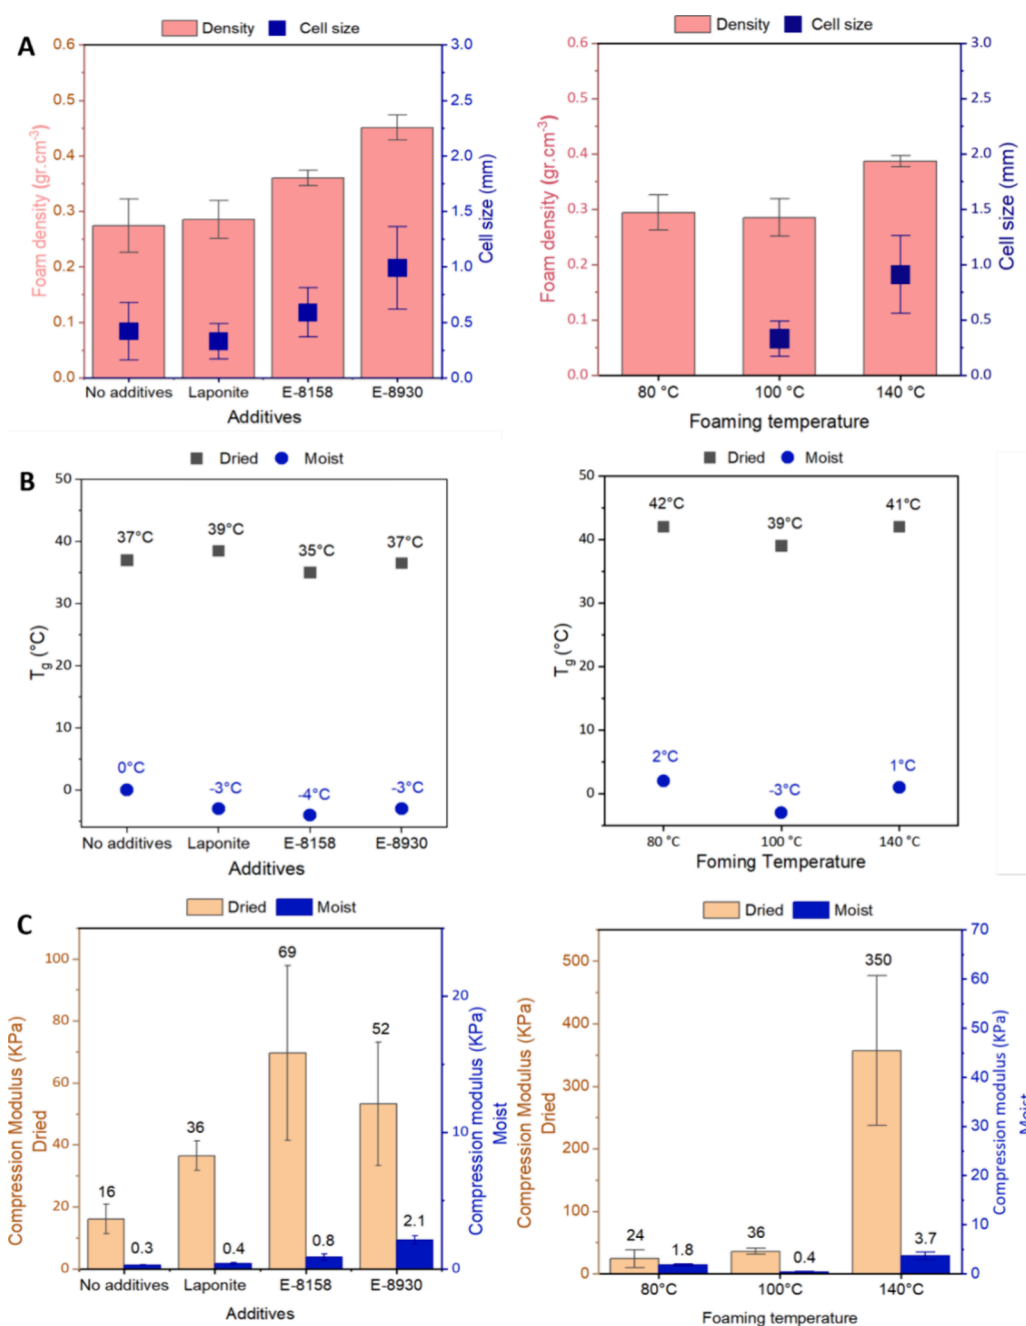 A
Density Cell size
Foam density (gr.cm-3)
0.6
0.5
0.4
0.3
0.2
0.1
0.0
3.0
2.5
2.0
1.5
1.0
0.5
0.0
Cell size (mm)
No additives Laponite E-8158 E-8930
Additives
Density Cell size
Foam density (gr.cm-3)
0.6
0.5
0.4
0.3
0.2
0.1
0.0
3.0
2.5
2.0
1.5
1.0
0.5
0.0
Cell size (mm)
80 °C 100 °C 140 °C
Foaming temperature
B
Dried Moist
Tg (°C)
50
40
30
20
10
0
37°C 39°C 35°C 37°C
0°C -3°C -4°C -3°C
No additives Laponite E-8158 E-8930
Additives
Dried Moist
Tg (°C)
50
40
30
20
10
0
42°C 39°C 41°C
2°C -3°C 1°C
80 °C 100 °C 140 °C
Foming Temperature
C
Dried Moist
Compression Modulus (KPa)
Dried
100
80
60
40
20
0
16 36 69 52
0.3 0.4 0.8 2.1
20
10
0
Compression modulus (KPa)
Moist
No additives Laponite E-8158 E-8930
Additives
Dried Moist
Compression Modulus (KPa)
Dried
500
400
300
200
100
0
24 36 350
1.8 0.4 3.7
70
60
50
40
30
20
10
0
Compression modulus (KPa)
Moist
80°C 100°C 140°C
Foaming temperature